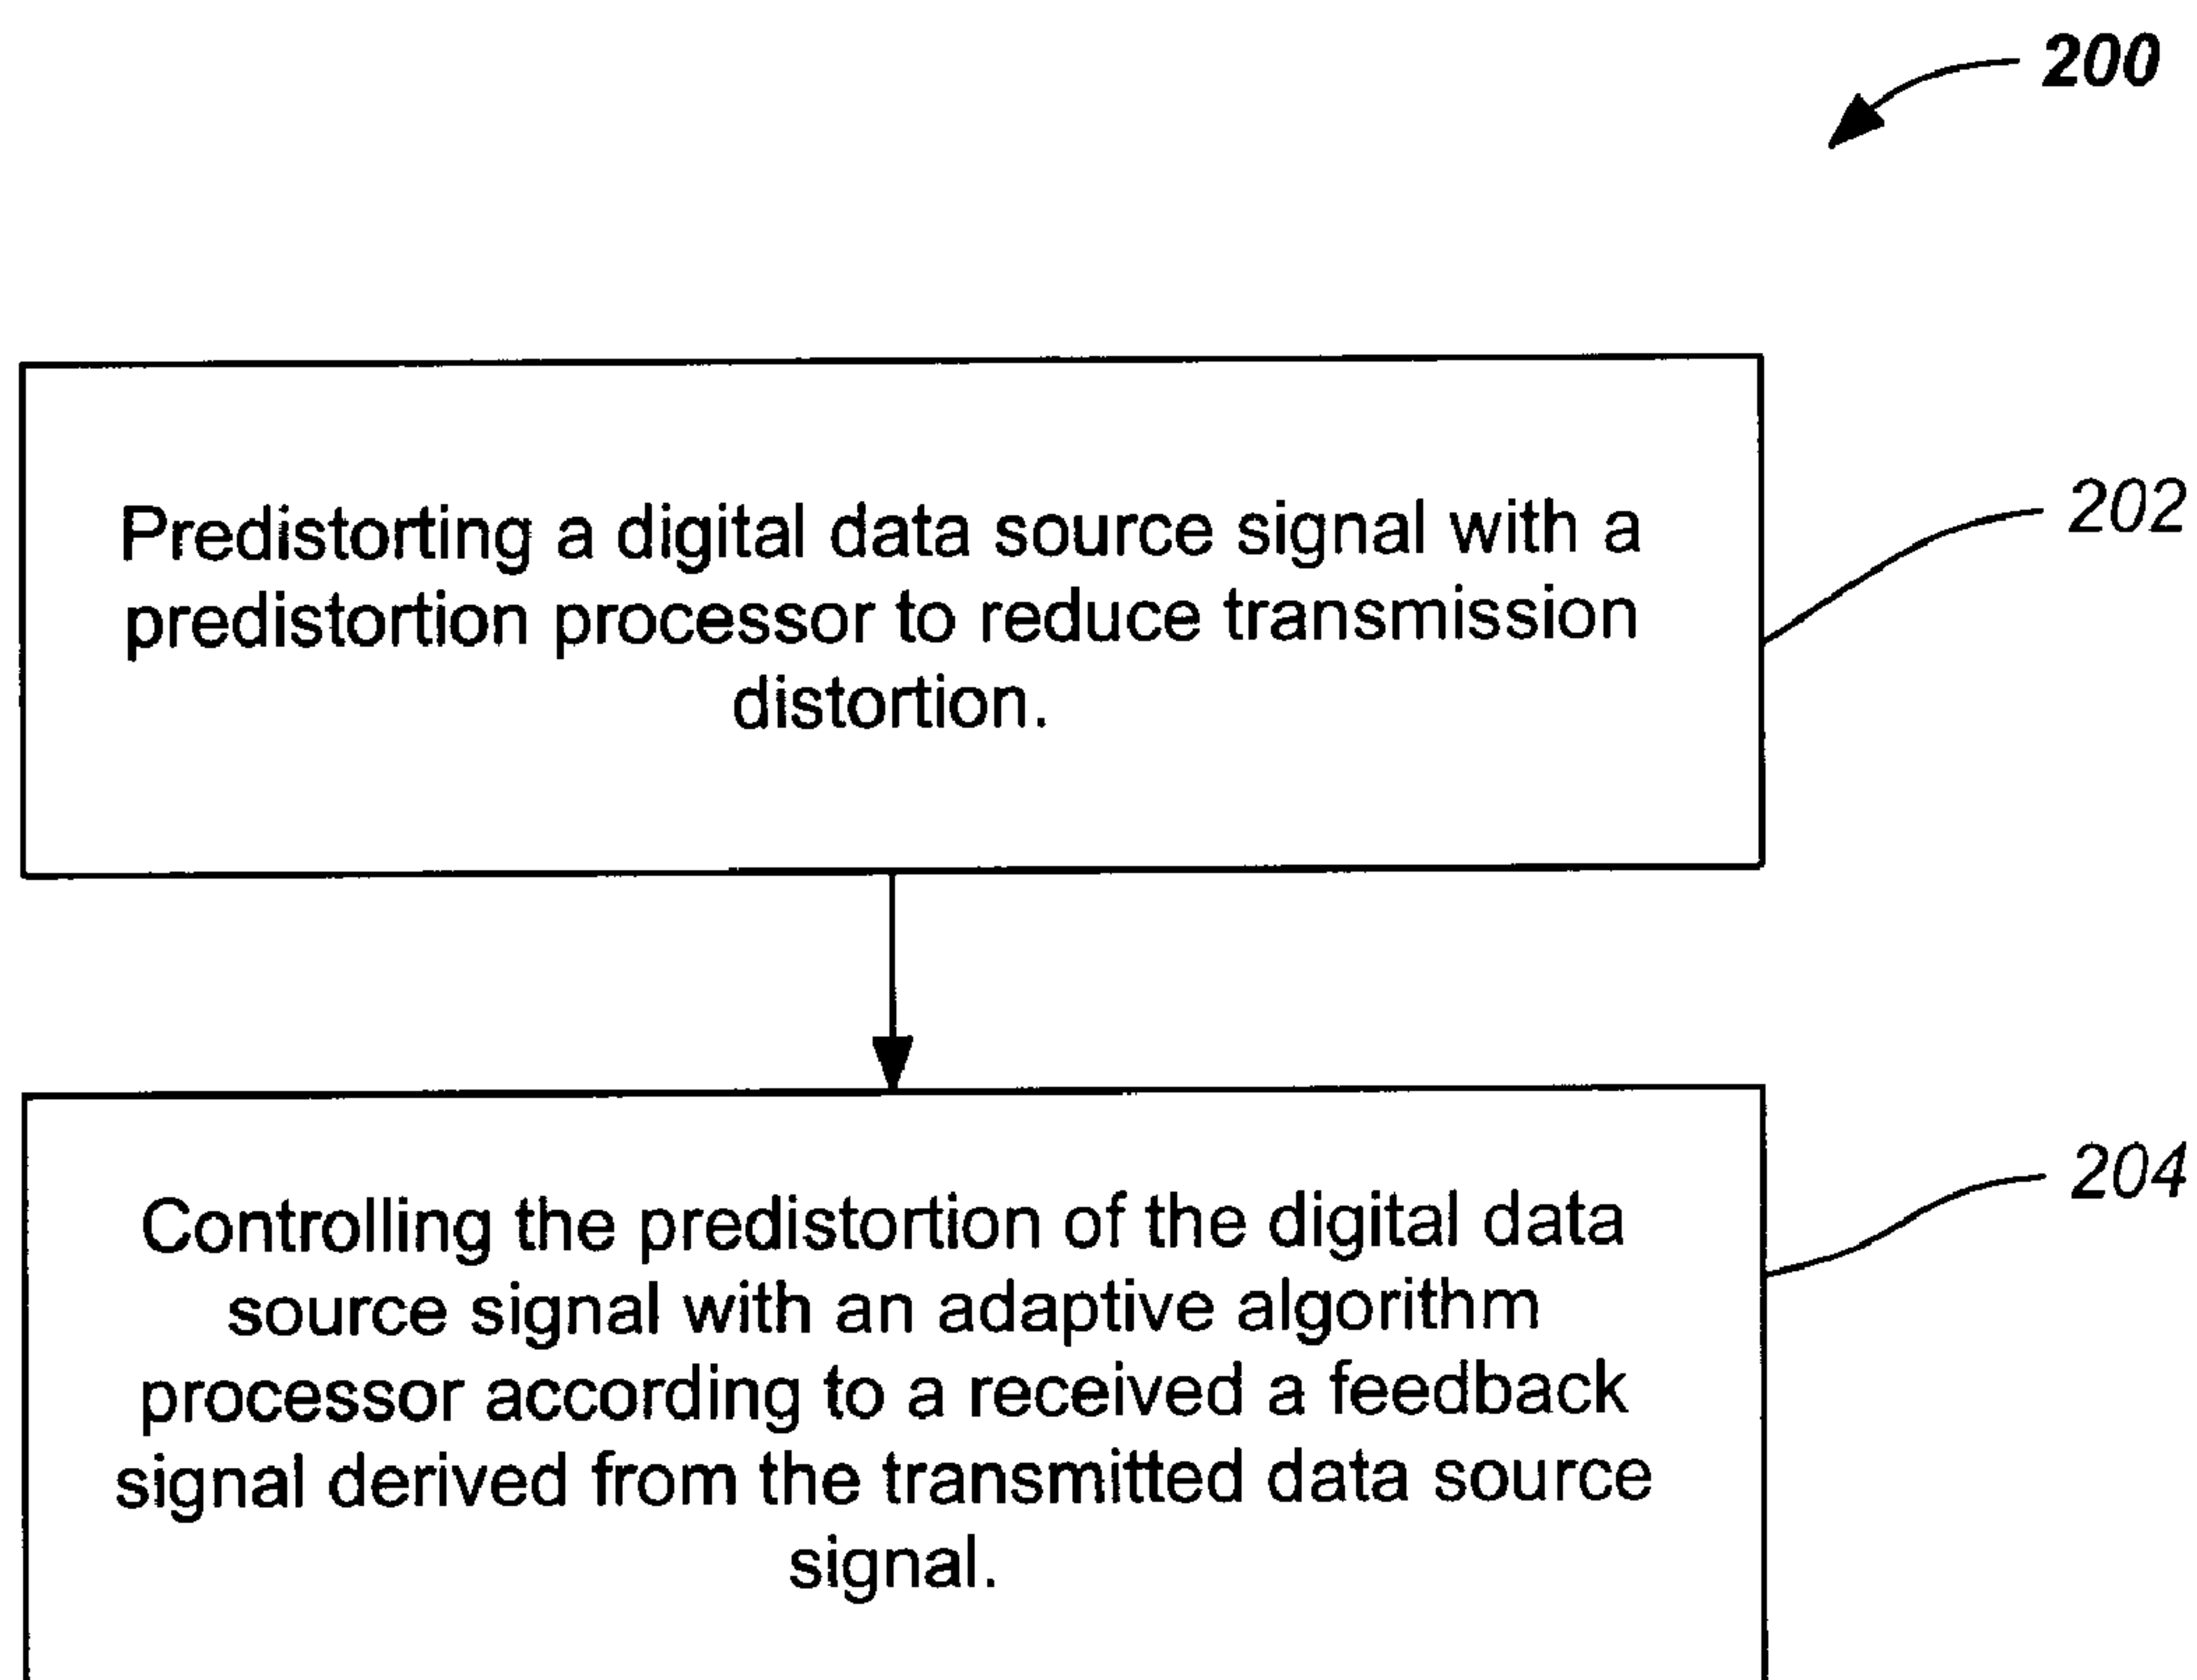 200
Predistorting a digital data source signal with a
predistortion processor to reduce transmission
distortion.
202
Controlling the predistortion of the digital data
source signal with an adaptive algorithm
processor according to a received a feedback
signal derived from the transmitted data source
signal.
204